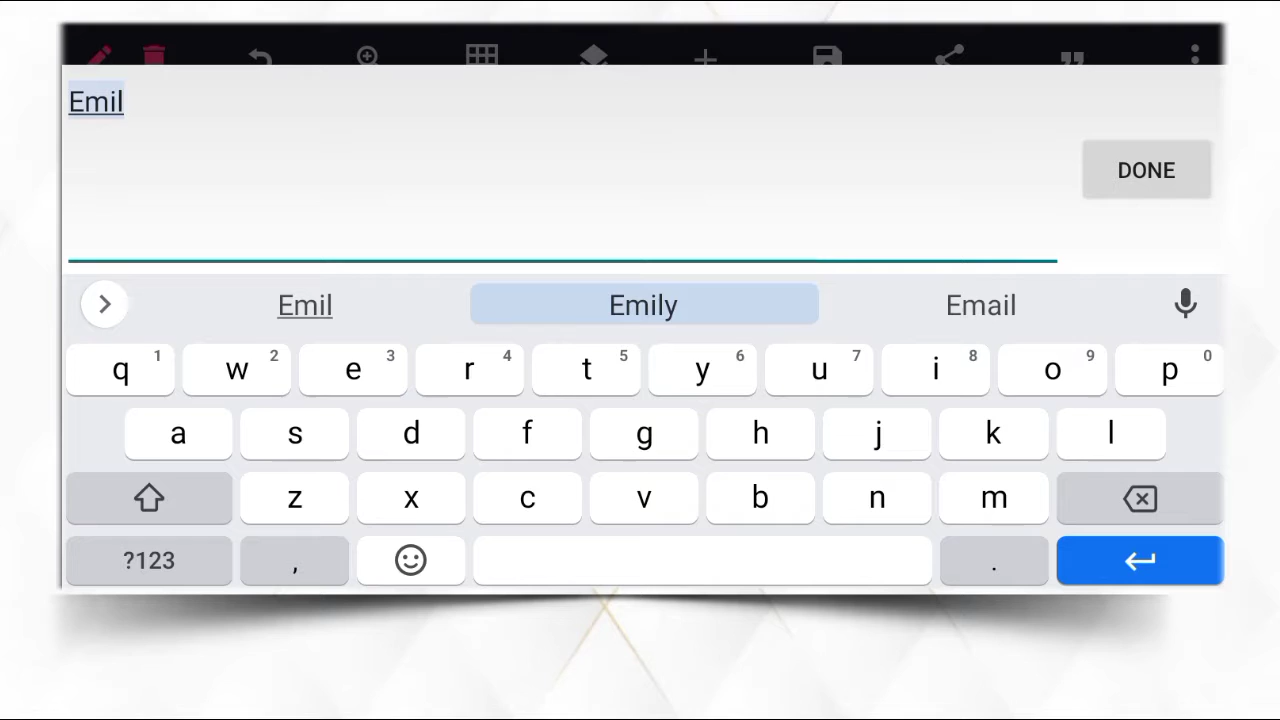 Emil
DONE
Emil Emily Email
q 1 w 2 e 3 r 4 t 5 y 6 u 7 i 8 o 9 p 0
a s d f g h j k l
z x c v b n m
?123 , .